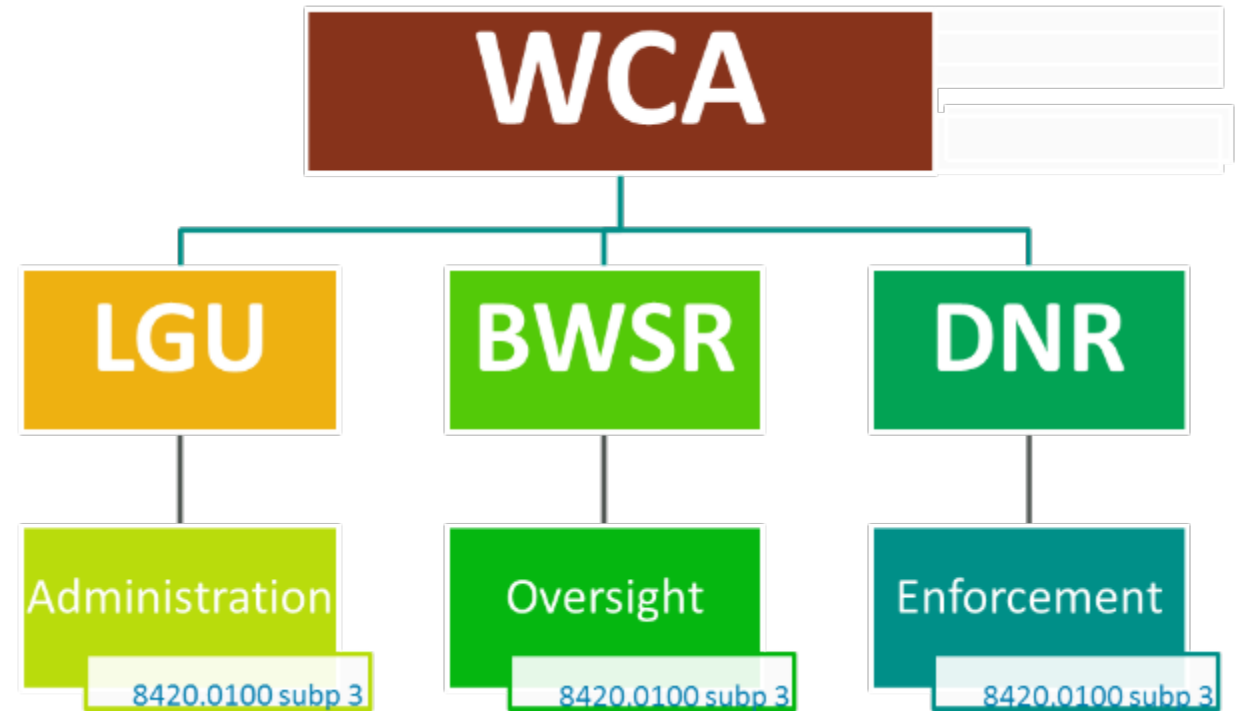 WCA
LGU
BWSR
DNR
Administration
Oversight
Enforcement
8420.0100 subp 3
8420.0100 subp 3
8420.0100 subp 3